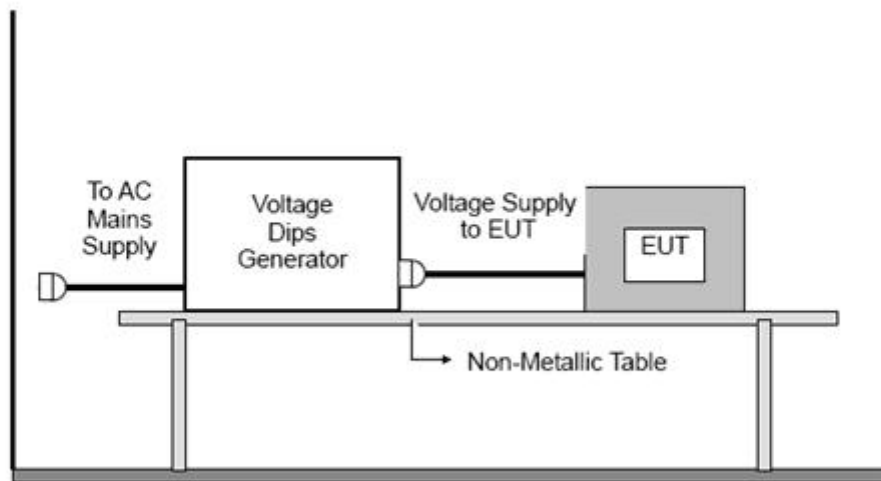 To AC
Mains
Supply
Voltage
Dips
Generator
Voltage Supply
to EUT
EUT
Non-Metallic Table